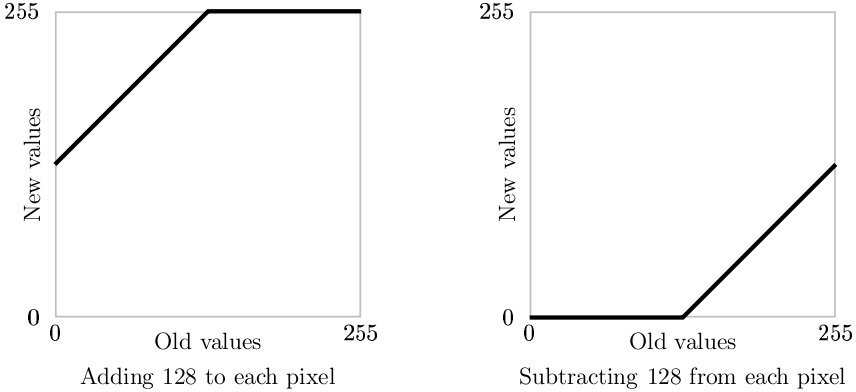 255
New values
0
0
Old values
255
Adding 128 to each pixel
255
New values
0
0
Old values
255
Subtracting 128 from each pixel